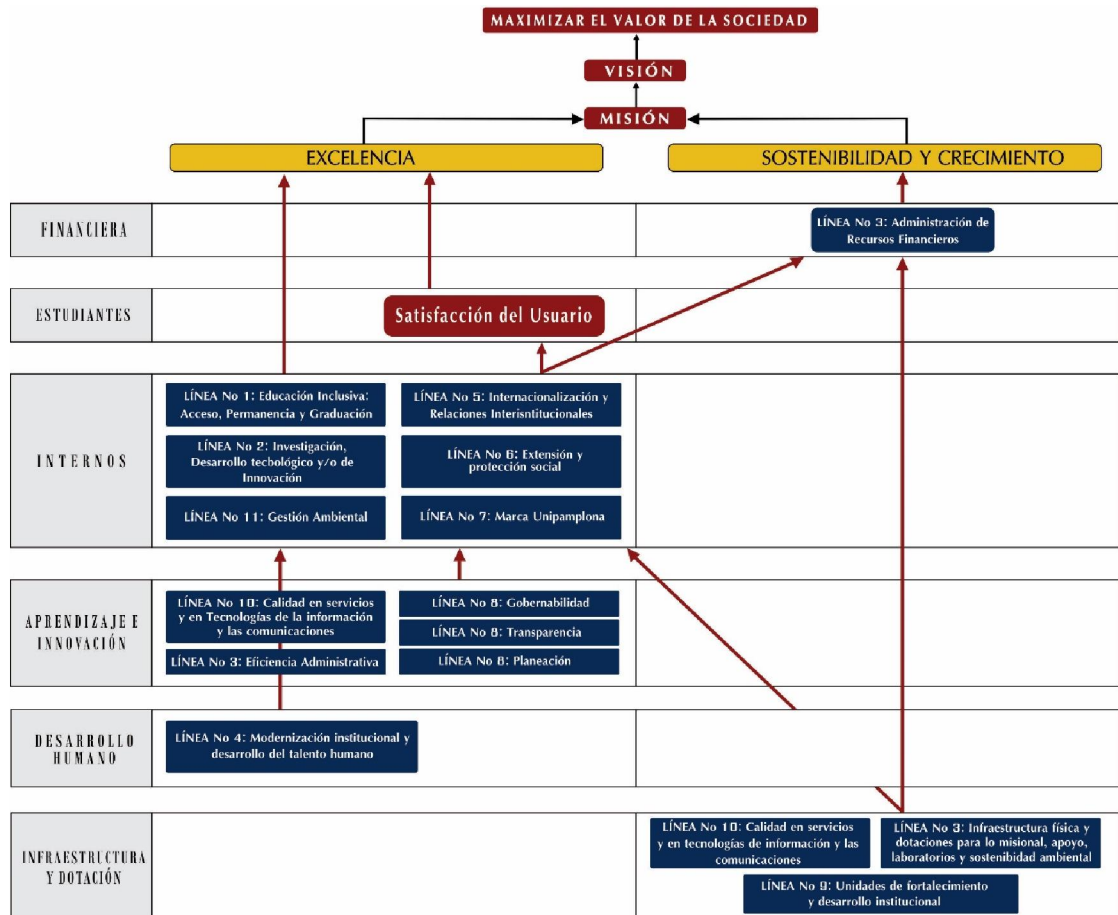 MAXIMIZAR EL VALOR DE LA SOCIEDAD
VISIÓN
MISIÓN
EXCELENCIA
SOSTENIBILIDAD Y CRECIMIENTO
FINANCIERA
LÍNEA No 3: Administración de
Recursos Financieros
ESTUDIANTES
Satisfacción del Usuario
INTERNOS
LÍNEA No 1: Educación Inclusiva:
Acceso, Permanencia y Graduación
LÍNEA No 5: Internacionalización y
Relaciones Interisntitucionales
LÍNEA No 2: Investigación,
Desarrollo tecbológico y/o de
Innovación
LÍNEA No 6: Extensión y
protección social
LÍNEA No 11: Gestión Ambiental
LÍNEA No 7: Marca Unipamplona
APRENDIZAJE E
INNOVACIÓN
LÍNEA No 10: Calidad en servicios
y en Tecnologías de la información
y las comunicaciones
LÍNEA No 3: Eficiencia Administrativa
LÍNEA No 8: Gobernabilidad
LÍNEA No 8: Transparencia
LÍNEA No 8: Planeación
DESARROLLO
HUMANO
LÍNEA No 4: Modernización institucional y
desarrollo del talento humano
INFRAESTRUCTURA
Y DOTACIÓN
LÍNEA No 10: Calidad en servicios
y en tecnologías de información y las
comunicaciones
LÍNEA No 3: Infraestructura física y
dotaciones para lo misional, apoyo,
laboratorios y sostenibidad ambiental
LÍNEA No 9: Unidades de fortalecimiento
y desarrollo institucional